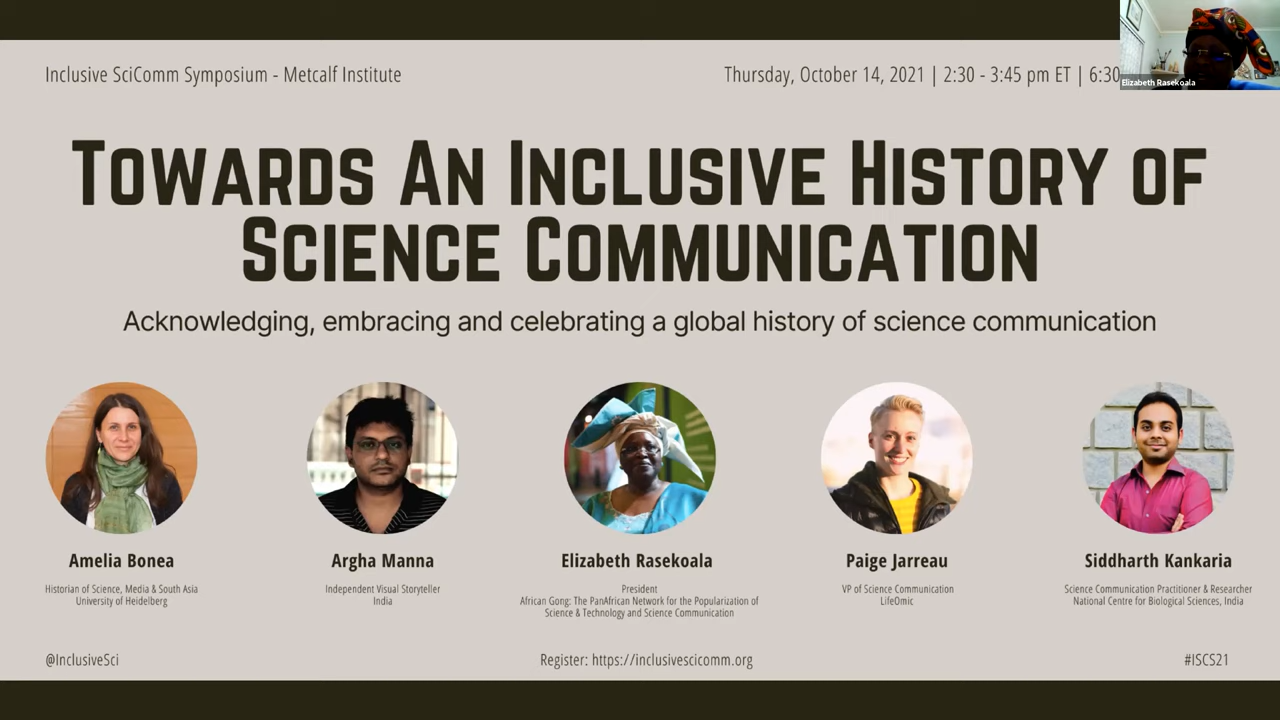 Inclusive SciComm Symposium - Metcalf Institute
Thursday, October 14, 2021 | 2:30 - 3:45 pm ET | 6:30
Elizabeth Rasekoala
Towards An Inclusive History of
Science Communication
Acknowledging, embracing and celebrating a global history of science communication
Amelia Bonea
Historian of Science, Media & South Asia
University of Heidelberg
Argha Manna
Independent Visual Storyteller
India
Elizabeth Rasekoala
President
African Gong: The PanAfrican Network for the Popularization of
Science & Technology and Science Communication
Paige Jarreau
VP of Science Communication
LifeOmic
Siddharth Kankaria
Science Communication Practitioner & Researcher
National Centre for Biological Sciences, India
@InclusiveSci
Register: https://inclusivescicomm.org
#ISCS21